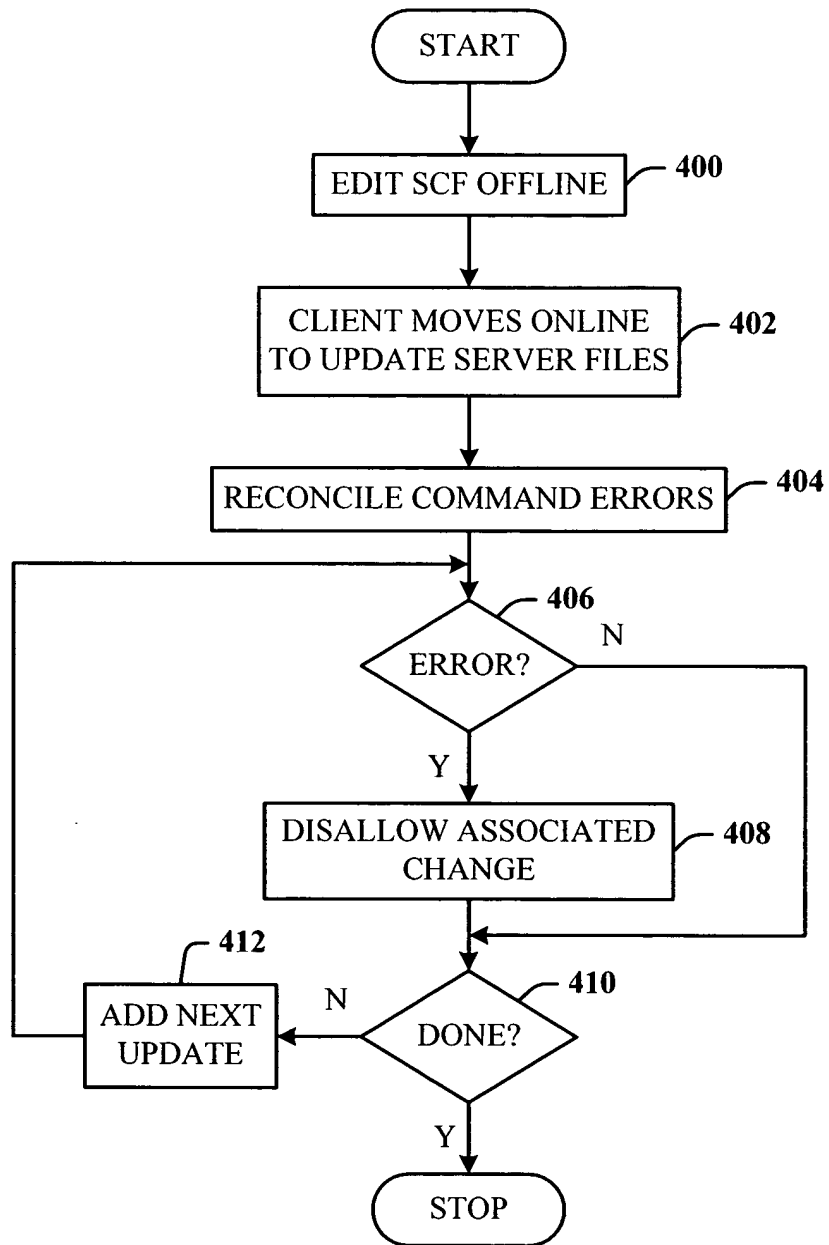 START
EDIT SCF OFFLINE
400
CLIENT MOVES ONLINE
TO UPDATE SERVER FILES
402
RECONCILE COMMAND ERRORS
404
406
ERROR?
N
Y
DISALLOW ASSOCIATED
CHANGE
408
412
ADD NEXT
UPDATE
N
410
DONE?
Y
STOP